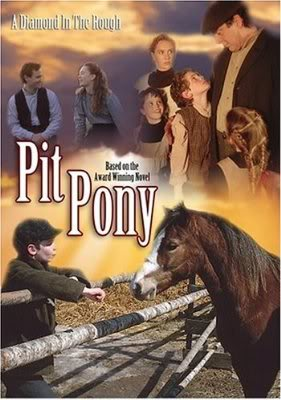 A Diamond In The Rough
Pit
Based on the
Award Winning Novel
Pony